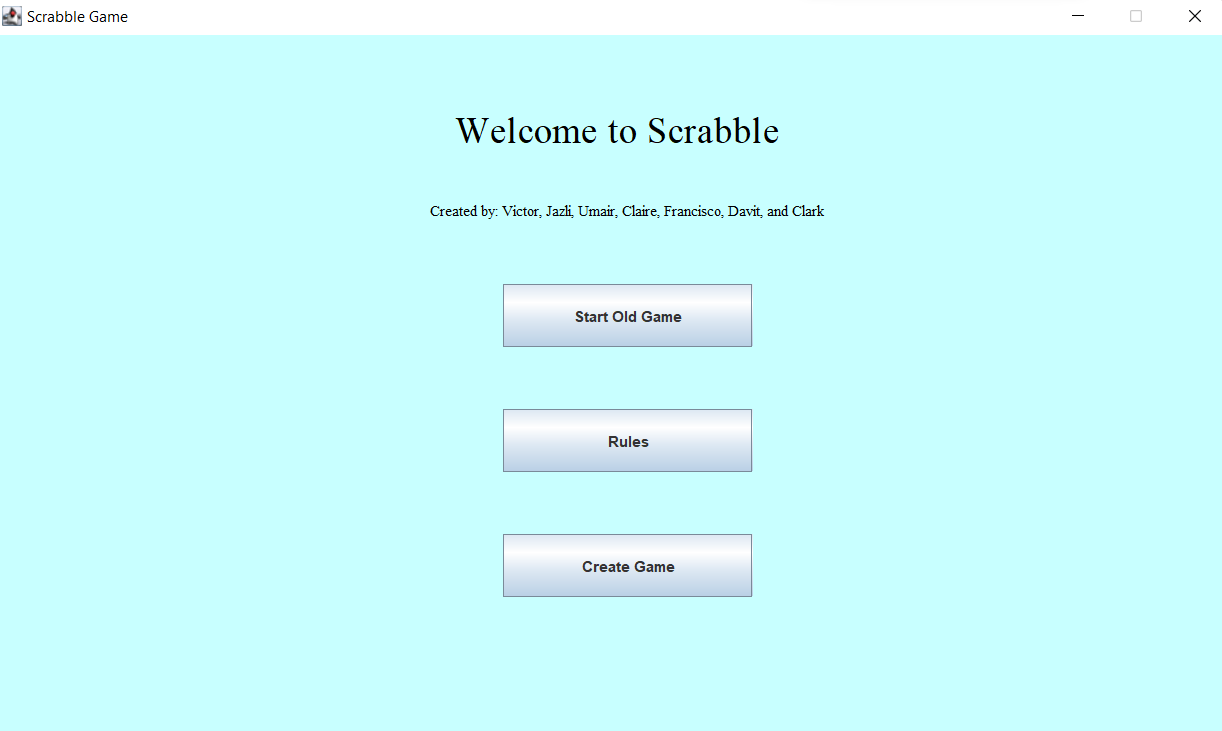 Scrabble Game
Welcome to Scrabble
Created by: Victor, Jazli, Umair, Claire, Francisco, Davit, and Clark
Start Old Game
Rules
Create Game